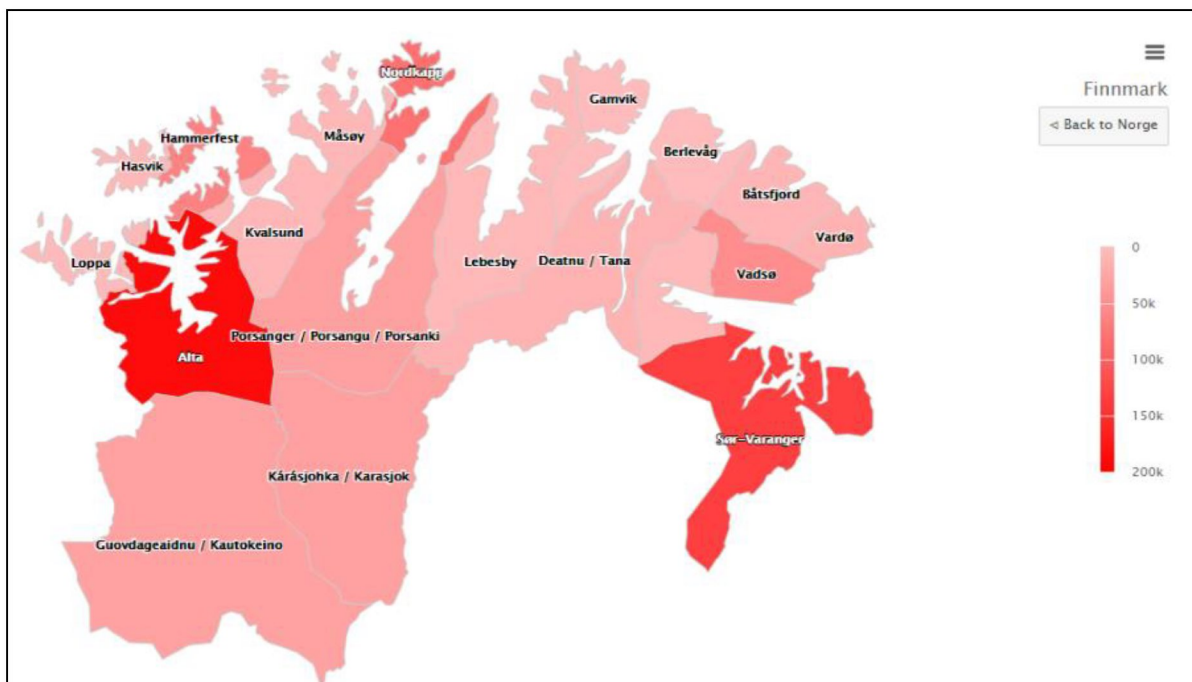 Finnmark
◅ Back to Norge
Nordkapp
Gamvik
Måsøy
Hammerfest
Berlevåg
Hasvik
Båtsfjord
Kvalsund
Vardø
Loppa
Lebesby
Deatnu / Tana
Vadsø
Porsanger / Porsangu / Porsanki
Alta
Sør-Varanger
Kárásjohka / Karasjok
Guovdageaidnu / Kautokeino
0
50k
100k
150k
200k